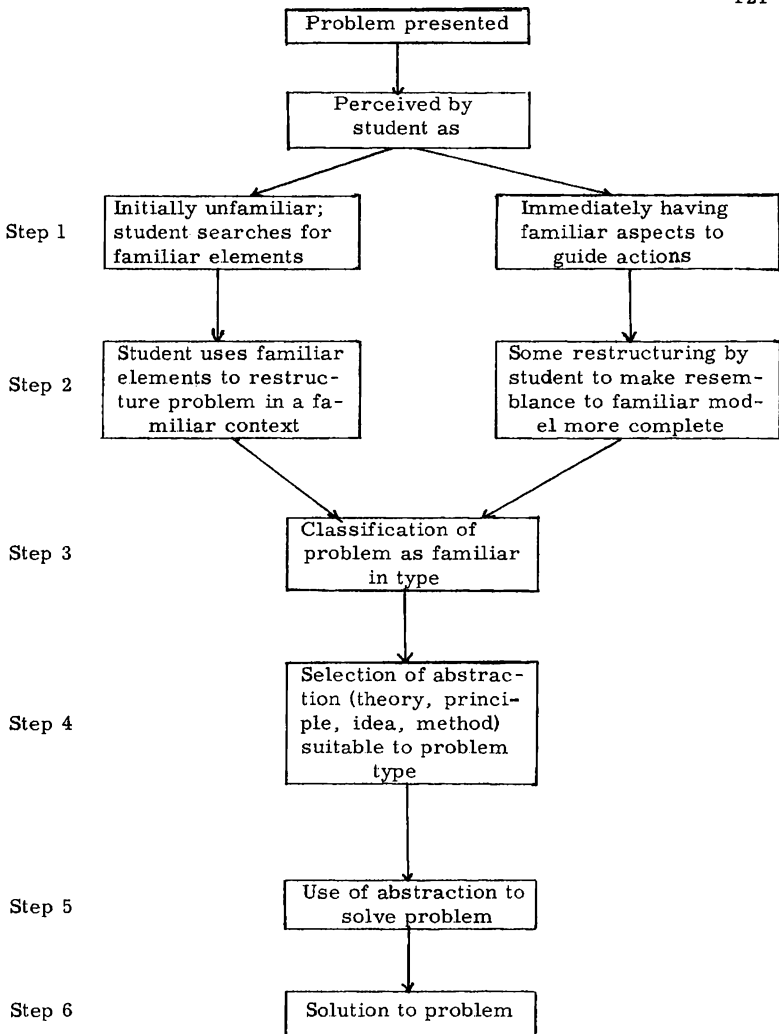 Problem presented
Perceived by
student as
Step 1
Initially unfamiliar;
student searches for
familiar elements
Immediately having
familiar aspects to
guide actions
Step 2
Student uses familiar
elements to restruc-
ture problem in a fa-
miliar context
Some restructuring by
student to make resem-
blance to familiar mod-
el more complete
Step 3
Classification of
problem as familiar
in type
Step 4
Selection of abstrac-
tion (theory, princi-
ple, idea, method)
suitable to problem
type
Step 5
Use of abstraction to
solve problem
Step 6
Solution to problem